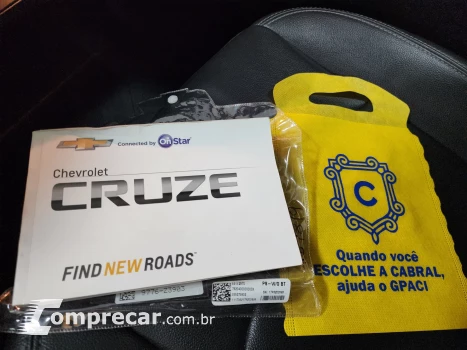 Connected by OnStar
Chevrolet
CRUZE
FIND NEW ROADS
C
Quando você
ESCOLHE A CABRAL,
ajuda o GPACI
Comprecar.com.br